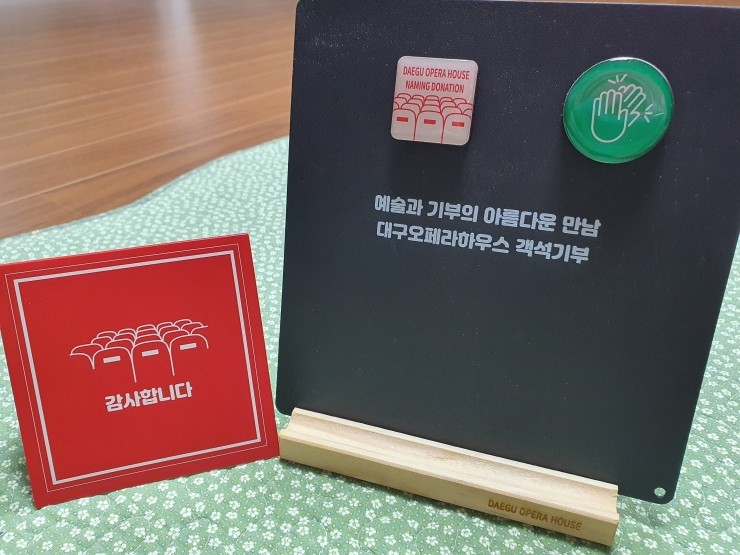 DAEGU OPERA HOUSE
NAMING DONATION
예술과 기부의 아름다운 만남
대구오페라하우스 객석기부
감사합니다
DAEGU OPERA HOUSE